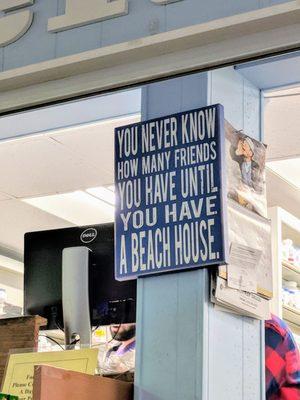 YOU NEVER KNOW
HOW MANY FRIENDS
YOU HAVE UNTIL
YOU HAVE
A BEACH HOUSE.
DELL